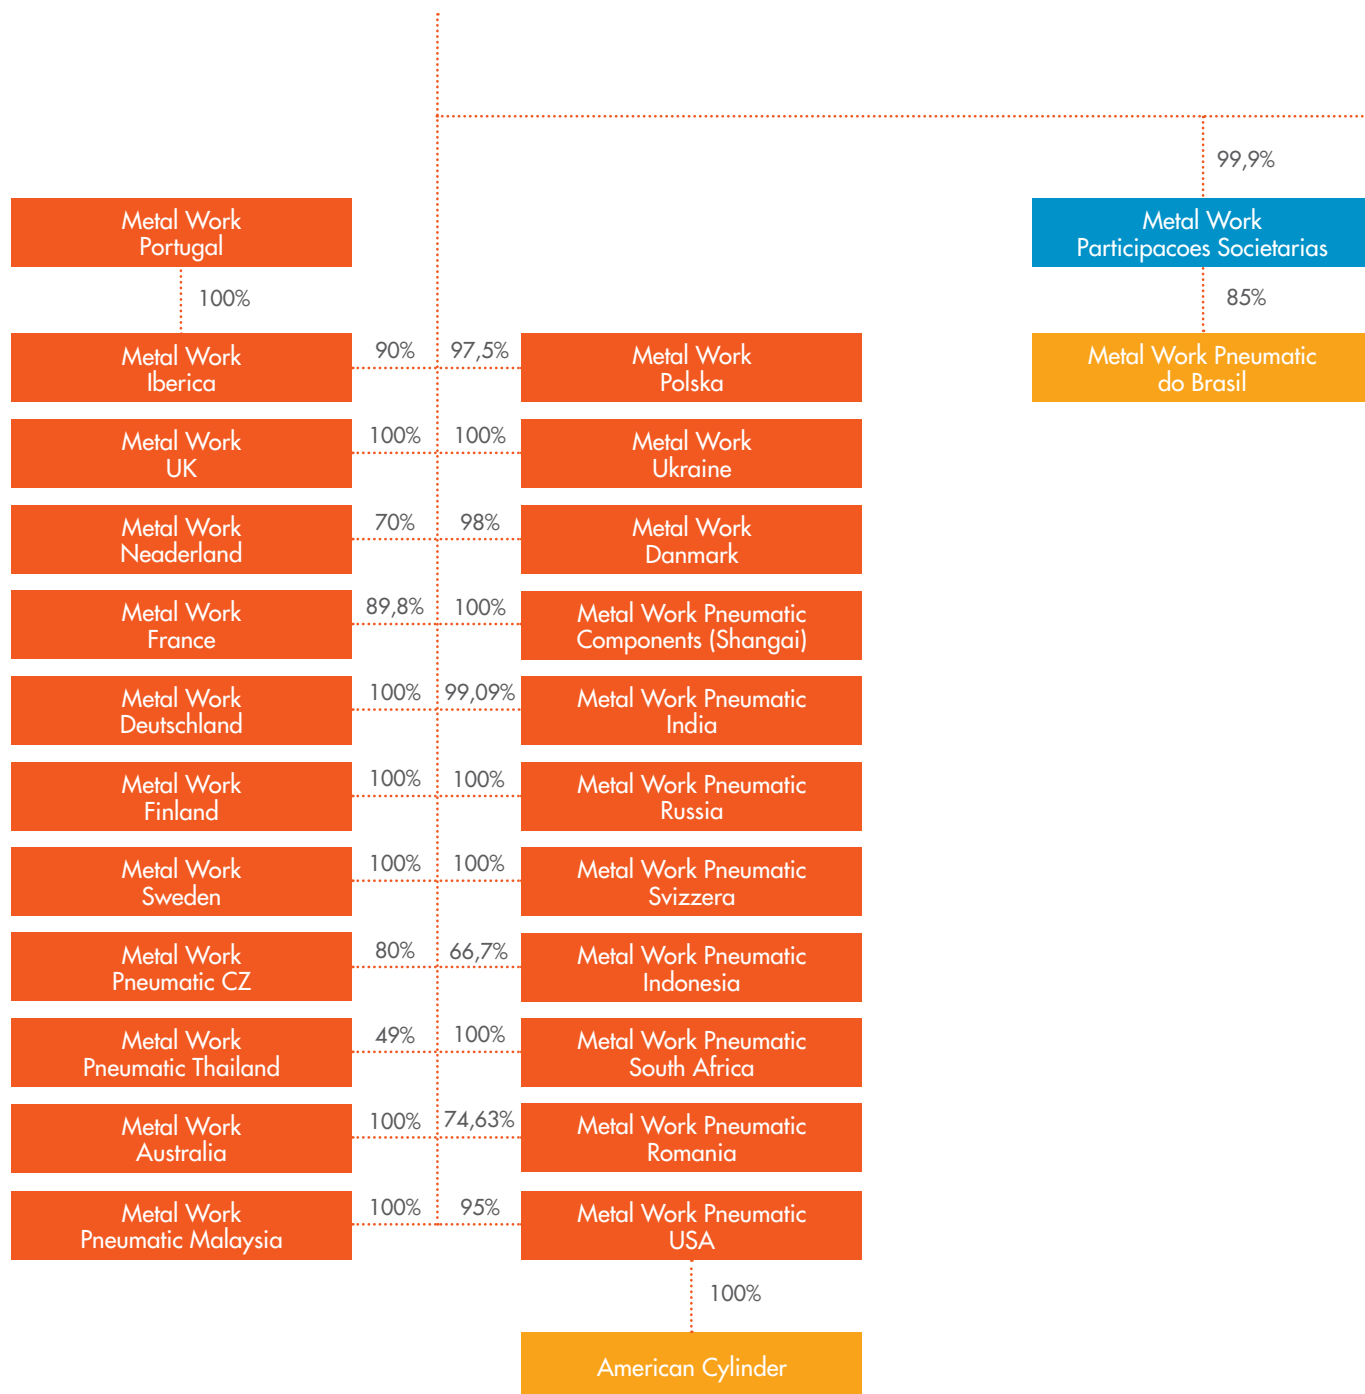 99,9%
Metal Work
Portugal
Metal Work
Participacoes Societarias
100%
85%
Metal Work
Iberica
90%
97,5%
Metal Work
Polska
Metal Work Pneumatic
do Brasil
Metal Work
UK
100%
100%
Metal Work
Ukraine
Metal Work
Neaderland
70%
98%
Metal Work
Danmark
Metal Work
France
89,8%
100%
Metal Work Pneumatic
Components (Shangai)
Metal Work
Deutschland
100%
99,09%
Metal Work Pneumatic
India
Metal Work
Finland
100%
100%
Metal Work Pneumatic
Russia
Metal Work
Sweden
100%
100%
Metal Work Pneumatic
Svizzera
Metal Work
Pneumatic CZ
80%
66,7%
Metal Work Pneumatic
Indonesia
Metal Work
Pneumatic Thailand
49%
100%
Metal Work Pneumatic
South Africa
Metal Work
Australia
100%
74,63%
Metal Work Pneumatic
Romania
Metal Work
Pneumatic Malaysia
100%
95%
Metal Work Pneumatic
USA
100%
American Cylinder